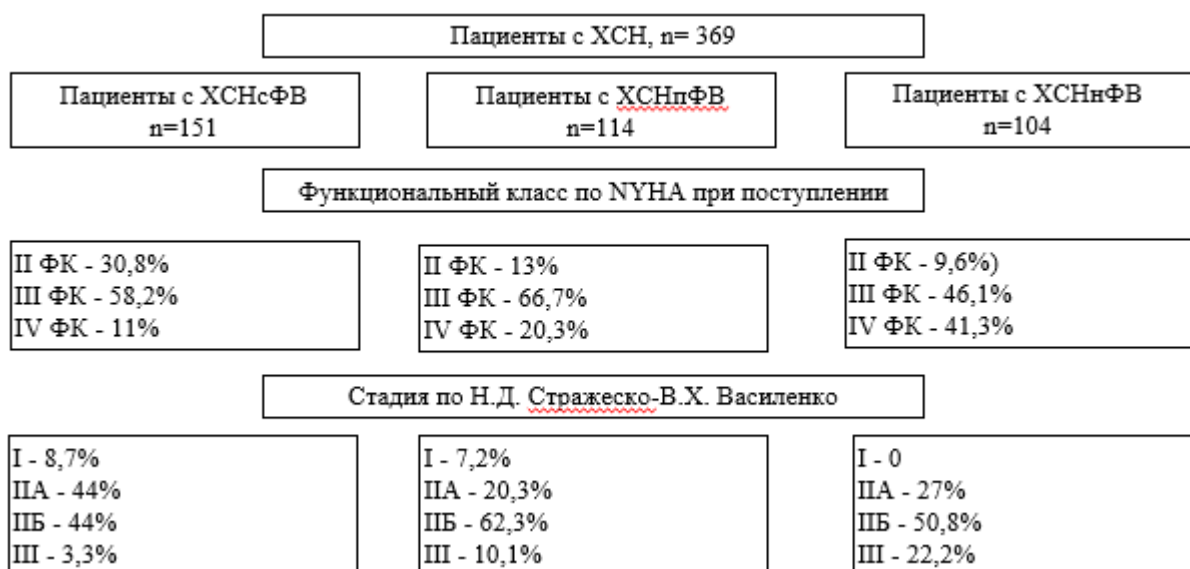 Пациенты с ХСН, n= 369
Пациенты с ХСНсФВ
n=151
Пациенты с ХСНпФВ
n=114
Пациенты с ХСНнФВ
n=104
Функциональный класс по NYHA при поступлении
II ФК - 30,8%
III ФК - 58,2%
IV ФК - 11%
II ФК - 13%
III ФК - 66,7%
IV ФК - 20,3%
II ФК - 9,6%)
III ФК - 46,1%
IV ФК - 41,3%
Стадия по Н.Д. Стражеско-В.Х. Василенко
I - 8,7%
IIА - 44%
IIБ - 44%
III - 3,3%
I - 7,2%
IIА - 20,3%
IIБ - 62,3%
III - 10,1%
I - 0
IIА - 27%
IIБ - 50,8%
III - 22,2%